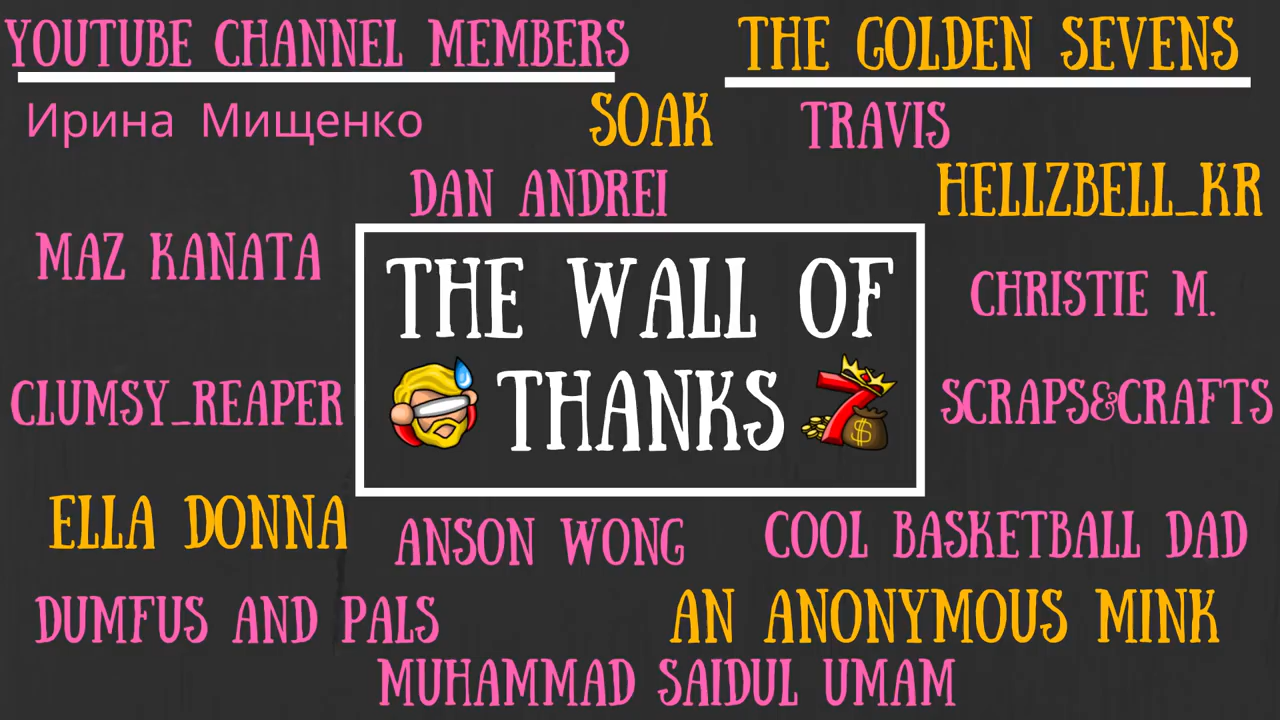 YOUTUBE CHANNEL MEMBERS
THE GOLDEN SEVENS
Ирина Мищенко
SOAK
TRAVIS
DAN ANDREI
HELLZBELL_KR
MAZ KANATA
THE WALL OF
THANKS
7
$
CHRISTIE M.
CLUMSY_REAPER
SCRAPS&CRAFTS
ELLA DONNA
ANSON WONG
COOL BASKETBALL DAD
DUMFUS AND PALS
AN ANONYMOUS MINK
MUHAMMAD SAIDUL UMAM